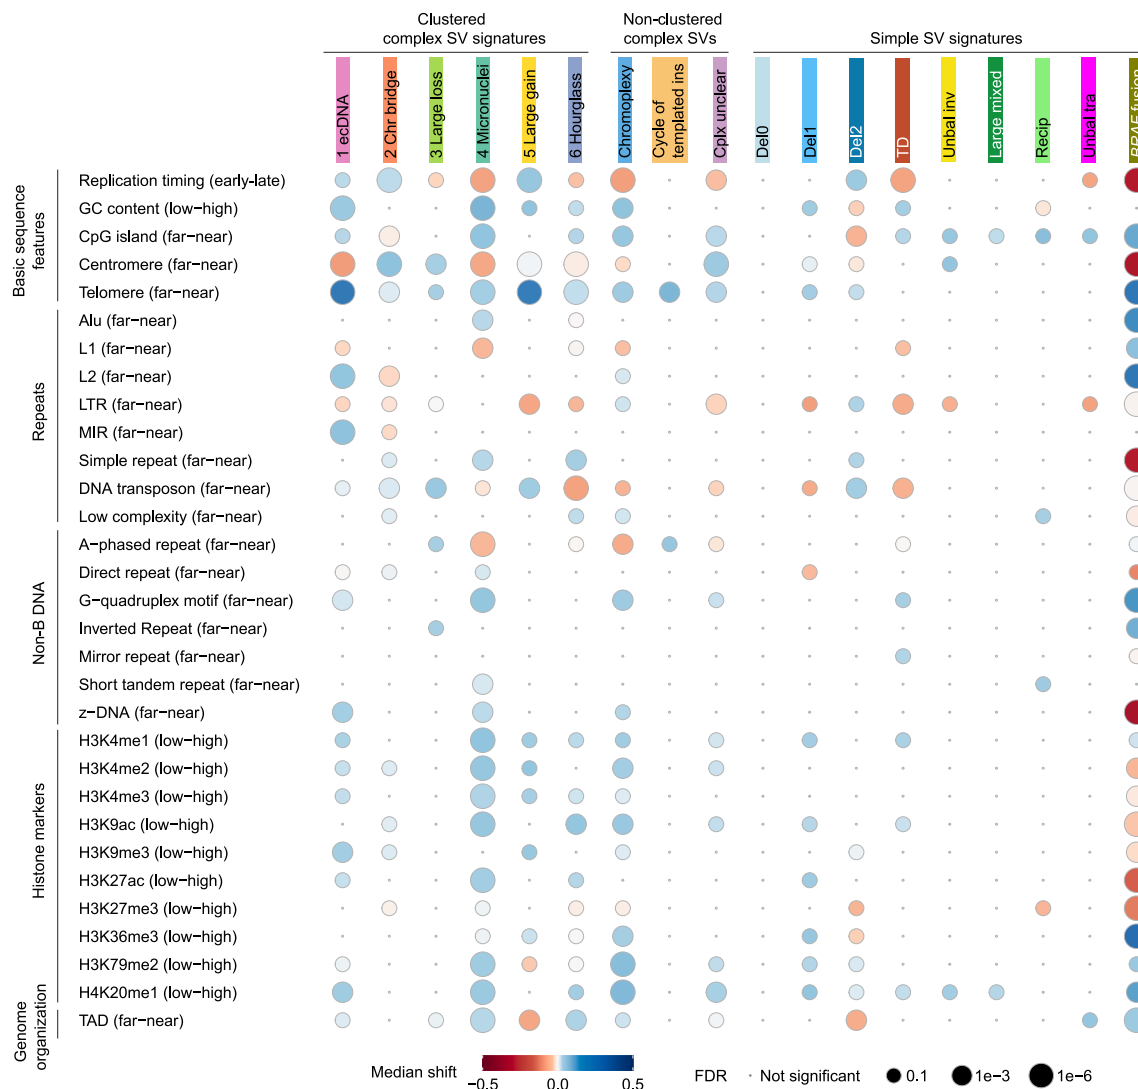 Clustered
complex SV signatures
Non-clustered
complex SVs
Simple SV signatures
1 ecDNA
2 Chr bridge
3 Large loss
4 Micronuclei
5 Large gain
6 Hourglass
Chromoplexy
Cycle of
templated ins
Cplx unclear
Del0
Del1
Del2
TD
Unbal inv
Large mixed
Recip
Unbal tra
BRAF fusion
Basic sequence
features
Replication timing (early−late)
GC content (low−high)
CpG island (far−near)
Centromere (far−near)
Telomere (far−near)
Repeats
Alu (far−near)
L1 (far−near)
L2 (far−near)
LTR (far−near)
MIR (far−near)
Simple repeat (far−near)
DNA transposon (far−near)
Low complexity (far−near)
Non-B DNA
A−phased repeat (far−near)
Direct repeat (far−near)
G−quadruplex motif (far−near)
Inverted Repeat (far−near)
Mirror repeat (far−near)
Short tandem repeat (far−near)
z−DNA (far−near)
Histone markers
H3K4me1 (low−high)
H3K4me2 (low−high)
H3K4me3 (low−high)
H3K9ac (low−high)
H3K9me3 (low−high)
H3K27ac (low−high)
H3K27me3 (low−high)
H3K36me3 (low−high)
H3K79me2 (low−high)
H4K20me1 (low−high)
Genome
organization
TAD (far−near)
Median shift
−0.5 0.0 0.5
FDR Not significant 0.1 1e−3 1e−6